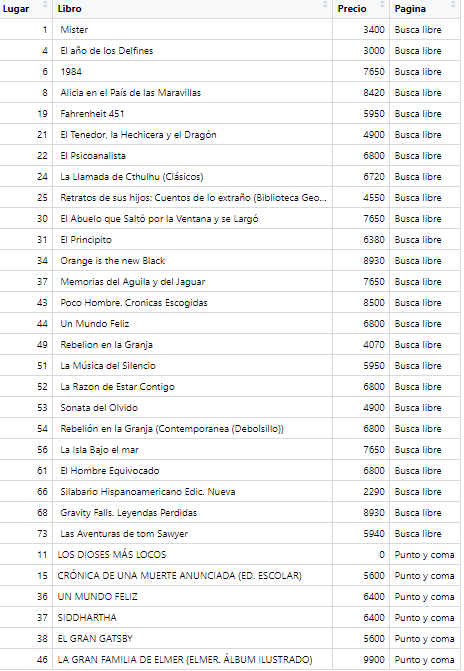 Lugar Libro Precio Pagina
1 Mister 3400 Busca libre
4 El año de los Delfines 3000 Busca libre
6 1984 7650 Busca libre
8 Alicia en el País de las Maravillas 8420 Busca libre
19 Fahrenheit 451 5950 Busca libre
21 El Tenedor, la Hechicera y el Dragón 4900 Busca libre
22 El Psicoanalista 6800 Busca libre
24 La Llamada de Cthulhu (Clásicos) 6720 Busca libre
25 Retratos de sus hijos: Cuentos de lo extraño (Biblioteca Geo... 4550 Busca libre
30 El Abuelo que Saltó por la Ventana y se Largó 7650 Busca libre
31 El Principito 6380 Busca libre
34 Orange is the new Black 8930 Busca libre
37 Memorias del Aguila y del Jaguar 7650 Busca libre
43 Poco Hombre. Cronicas Escogidas 8500 Busca libre
44 Un Mundo Feliz 6800 Busca libre
49 Rebelion en la Granja 4070 Busca libre
51 La Música del Silencio 5950 Busca libre
52 La Razon de Estar Contigo 6800 Busca libre
53 Sonata del Olvido 4900 Busca libre
54 Rebelión en la Granja (Contemporanea (Debolsillo)) 6800 Busca libre
56 La Isla Bajo el mar 7650 Busca libre
61 El Hombre Equivocado 6800 Busca libre
66 Silabario Hispanoamericano Edic. Nueva 2290 Busca libre
68 Gravity Falls. Leyendas Perdidas 8930 Busca libre
73 Las Aventuras de tom Sawyer 5940 Busca libre
11 LOS DIOSES MÁS LOCOS 0 Punto y coma
15 CRÓNICA DE UNA MUERTE ANUNCIADA (ED. ESCOLAR) 5600 Punto y coma
36 UN MUNDO FELIZ 6400 Punto y coma
37 SIDDHARTHA 6400 Punto y coma
38 EL GRAN GATSBY 5600 Punto y coma
46 LA GRAN FAMILIA DE ELMER (ELMER. ÁLBUM ILUSTRADO) 9900 Punto y coma